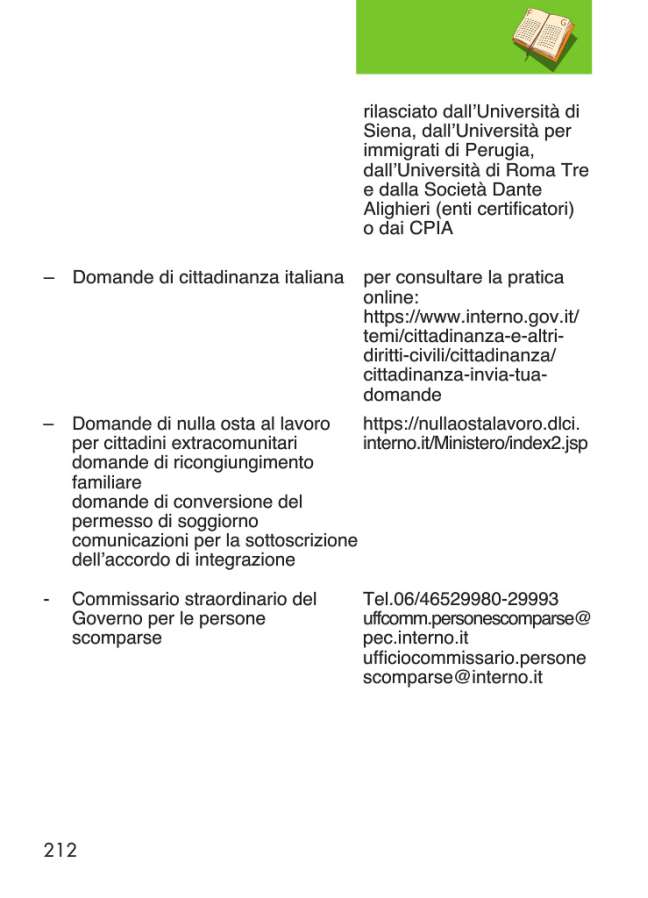 rilasciato dall'Università di
Siena, dall'Università per
immigrati di Perugia,
dall'Università di Roma Tre
e dalla Società Dante
Alighieri (enti certificatori)
o dai CPIA
– Domande di cittadinanza italiana
per consultare la pratica
online:
https://www.interno.gov.it/
temi/cittadinanza-e-altri-
diritti-civili/cittadinanza/
cittadinanza-invia-tua-
domande
– Domande di nulla osta al lavoro
per cittadini extracomunitari
domande di ricongiungimento
familiare
domande di conversione del
permesso di soggiorno
comunicazioni per la sottoscrizione
dell'accordo di integrazione
https://nullaostalavoro.dlci.
interno.it/Ministero/index2.jsp
- Commissario straordinario del
Governo per le persone
scomparse
Tel.06/46529980-29993
uffcomm.personescomparse@
pec.interno.it
ufficiocommissario.persone
scomparse@interno.it
212